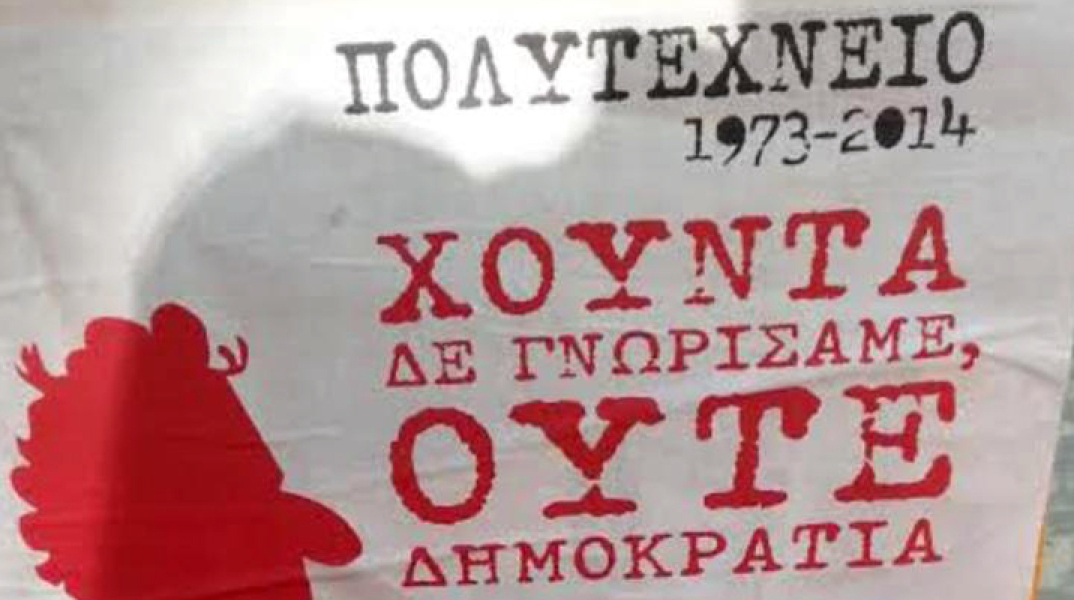 ΠΟΛΥΤΕΧΝΕΙΟ
1973-2014
ΧΟΥΝΤΑ
ΔΕ ΓΝΩΡΙΣΑΜΕ,
ΟΥΤΕ
ΔΗΜΟΚΡΑΤΙΑ